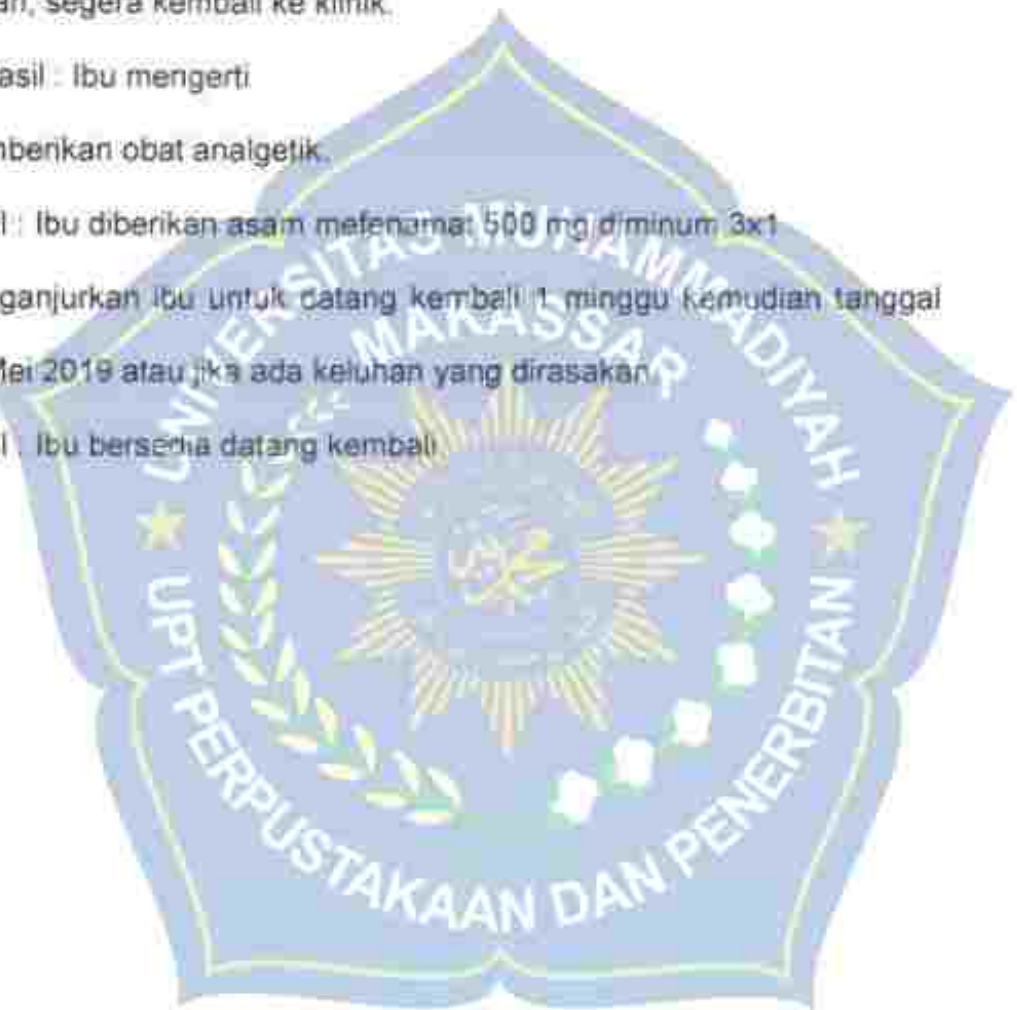 an, segera kembali ke klinik.
asil : Ibu mengerti
nberikan obat analgetik.
l : Ibu diberikan asam mefenamat 500 mg diminum 3x1
ganjurkan ibu untuk datang kembali 1 minggu kemudian tanggal
Mei 2019 atau jika ada keluhan yang dirasakan.
l : Ibu bersedia datang kembali
UNIVERSITAS MUHAMMADIYAH
MAKASSAR
UPT PERPUSTAKAAN DAN PENERBITAN